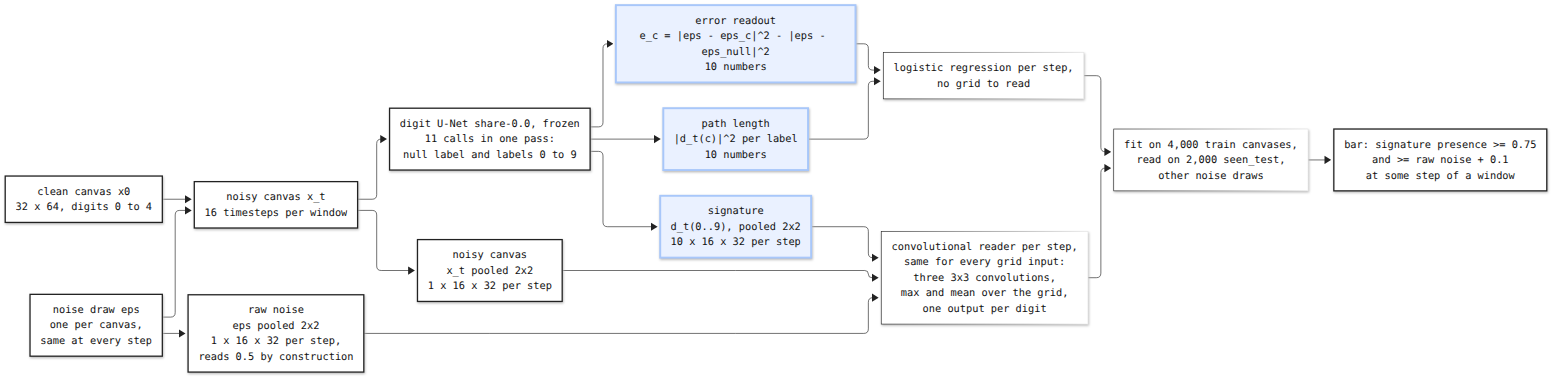 clean canvas x0
32 x 64, digits 0 to 4
noise draw eps
one per canvas,
same at every step
noisy canvas x_t
16 timesteps per window
raw noise
eps pooled 2x2
1 x 16 x 32 per step,
reads 0.5 by construction
digit U-Net share-0.0, frozen
11 calls in one pass:
null label and labels 0 to 9
noisy canvas
x_t pooled 2x2
1 x 16 x 32 per step
error readout
e_c = |eps - eps_c|^2 - |eps -
eps_null|^2
10 numbers
path length
|d_t(c)|^2 per label
10 numbers
signature
d_t(0..9), pooled 2x2
10 x 16 x 32 per step
logistic regression per step,
no grid to read
convolutional reader per step,
same for every grid input:
three 3x3 convolutions,
max and mean over the grid,
one output per digit
fit on 4,000 train canvases,
read on 2,000 seen_test,
other noise draws
bar: signature presence >= 0.75
and >= raw noise + 0.1
at some step of a window